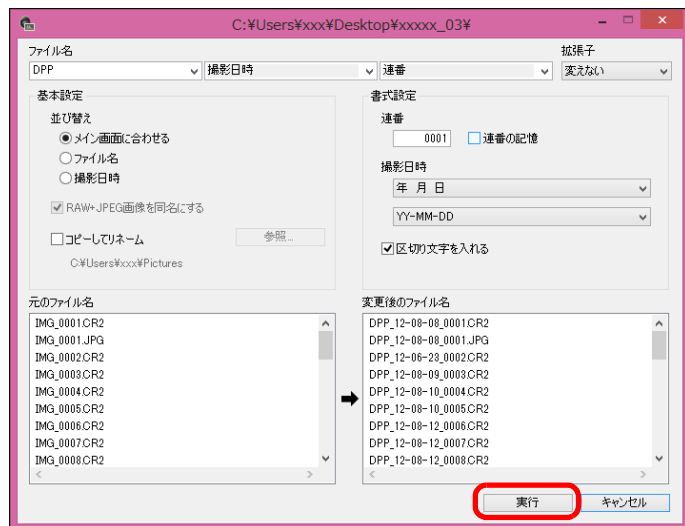 C:¥Users¥xxx¥Desktop¥xxxxx_03¥
ファイル名
拡張子
DPP
撮影日時
連番
変えない
基本設定
並び替え
メイン画面に合わせる
ファイル名
撮影日時
RAW+JPEG画像を同名にする
コピーしてリネーム
参照...
C:¥Users¥xxx¥Pictures
書式設定
連番
0001
連番の記憶
撮影日時
年 月 日
YY-MM-DD
区切り文字を入れる
元のファイル名
IMG_0001.CR2
IMG_0001.JPG
IMG_0002.CR2
IMG_0003.CR2
IMG_0004.CR2
IMG_0005.CR2
IMG_0006.CR2
IMG_0007.CR2
IMG_0008.CR2
変更後のファイル名
DPP_12-08-08_0001.CR2
DPP_12-08-08_0001.JPG
DPP_12-06-23_0002.CR2
DPP_12-08-09_0003.CR2
DPP_12-08-10_0004.CR2
DPP_12-08-10_0005.CR2
DPP_12-08-12_0006.CR2
DPP_12-08-12_0007.CR2
DPP_12-08-12_0008.CR2
実行
キャンセル